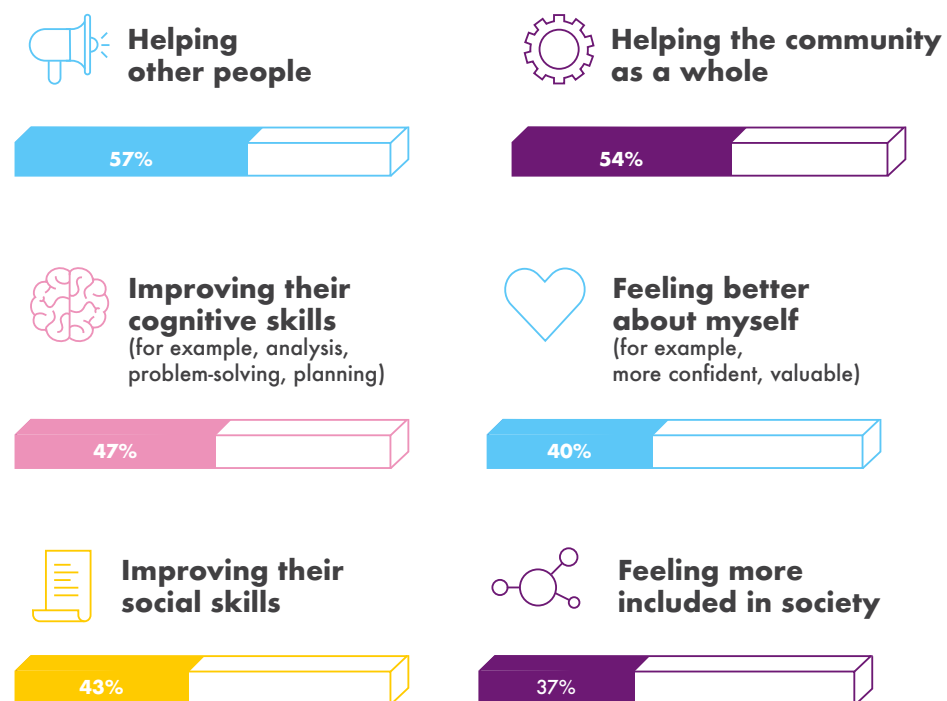 Helping
other people
57%
Helping the community
as a whole
54%
Improving their
cognitive skills
(for example, analysis,
problem-solving, planning)
47%
Feeling better
about myself
(for example,
more confident, valuable)
40%
Improving their
social skills
43%
Feeling more
included in society
37%